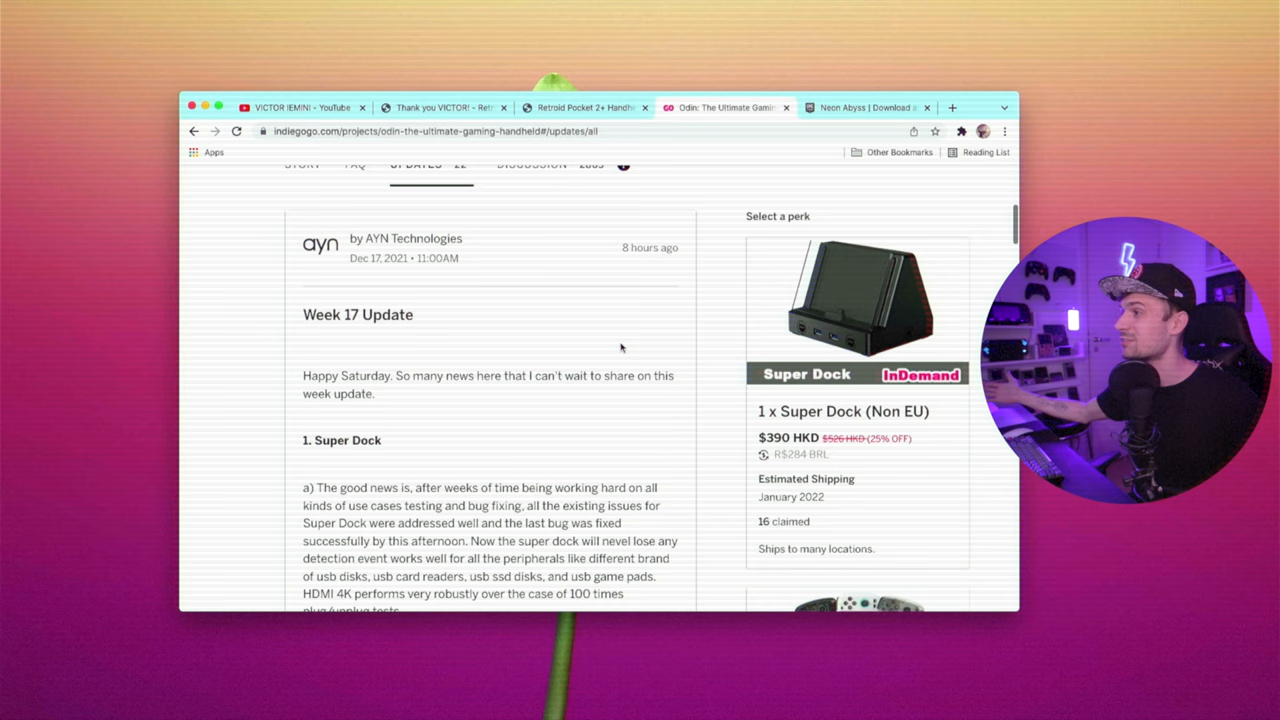 VICTOR IEMINI - YouTube
Thank you VICTOR! - Retr
Retroid Pocket 2+ Handhe
Odin: The Ultimate Gamin
Neon Abyss | Download a
indiegogo.com/projects/odin-the-ultimate-gaming-handheld#/updates/all
Apps
Other Bookmarks
Reading List
STORY FAQ UPDATES 22 DISCUSSION
ayn
by AYN Technologies
Dec 17, 2021 • 11:00AM
8 hours ago
Week 17 Update
Happy Saturday. So many news here that I can't wait to share on this
week update.
1. Super Dock
a) The good news is, after weeks of time being working hard on all
kinds of use cases testing and bug fixing, all the existing issues for
Super Dock were addressed well and the last bug was fixed
successfully by this afternoon. Now the super dock will nevel lose any
detection event works well for all the peripherals like different brand
of usb disks, usb card readers, usb ssd disks, and usb game pads.
HDMI 4K performs very robustly over the case of 100 times
plug/unplug tests.
Select a perk
Super Dock InDemand
1 x Super Dock (Non EU)
$390 HKD $526 HKD (25% OFF)
R$284 BRL
Estimated Shipping
January 2022
16 claimed
Ships to many locations.